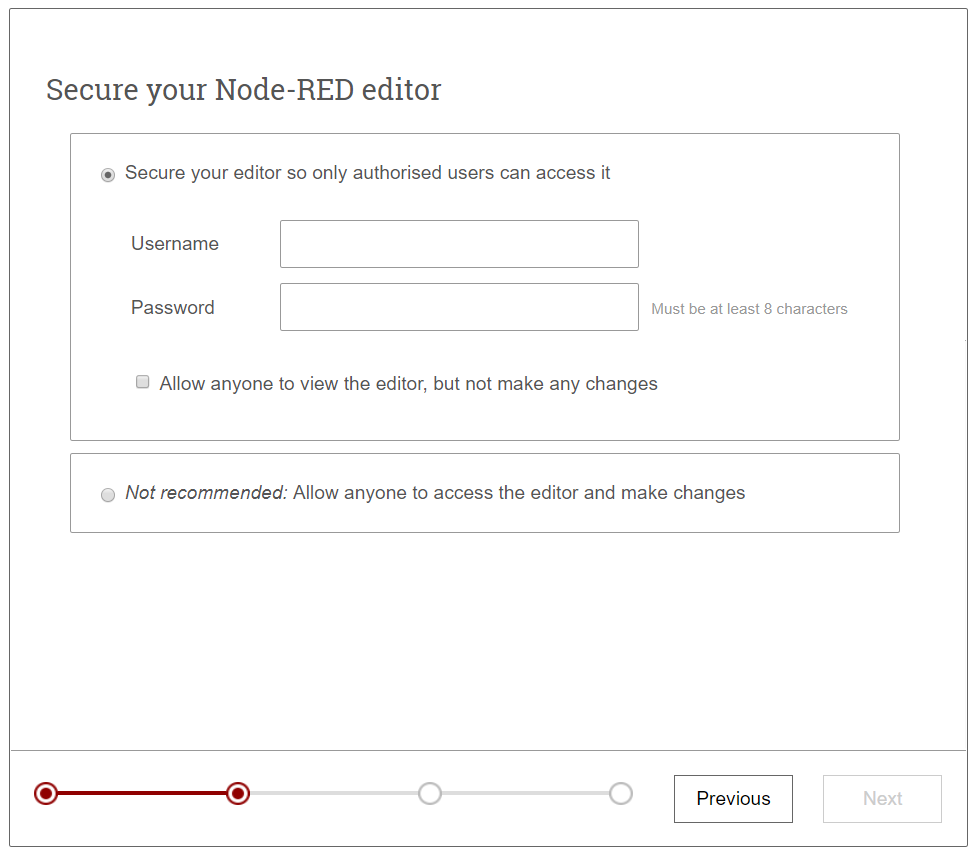 Secure your Node-RED editor
Secure your editor so only authorised users can access it
Username
Password Must be at least 8 characters
Allow anyone to view the editor, but not make any changes
Not recommended: Allow anyone to access the editor and make changes
Previous Next